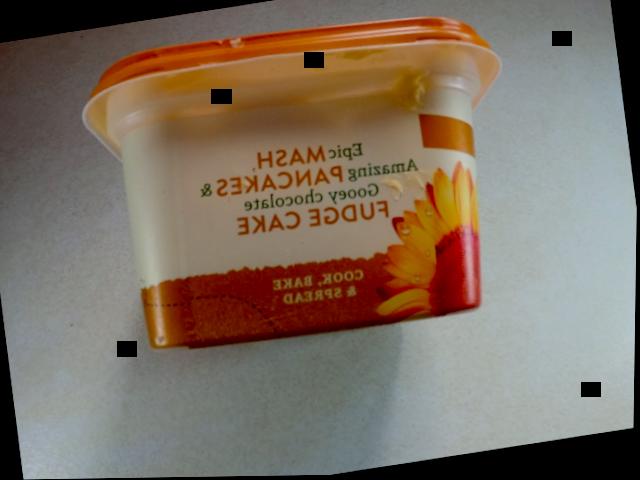 Epic MASH,
Amazing PANCAKES &
Gooey chocolate
FUDGE CAKE
COOK, BAKE
& SPREAD